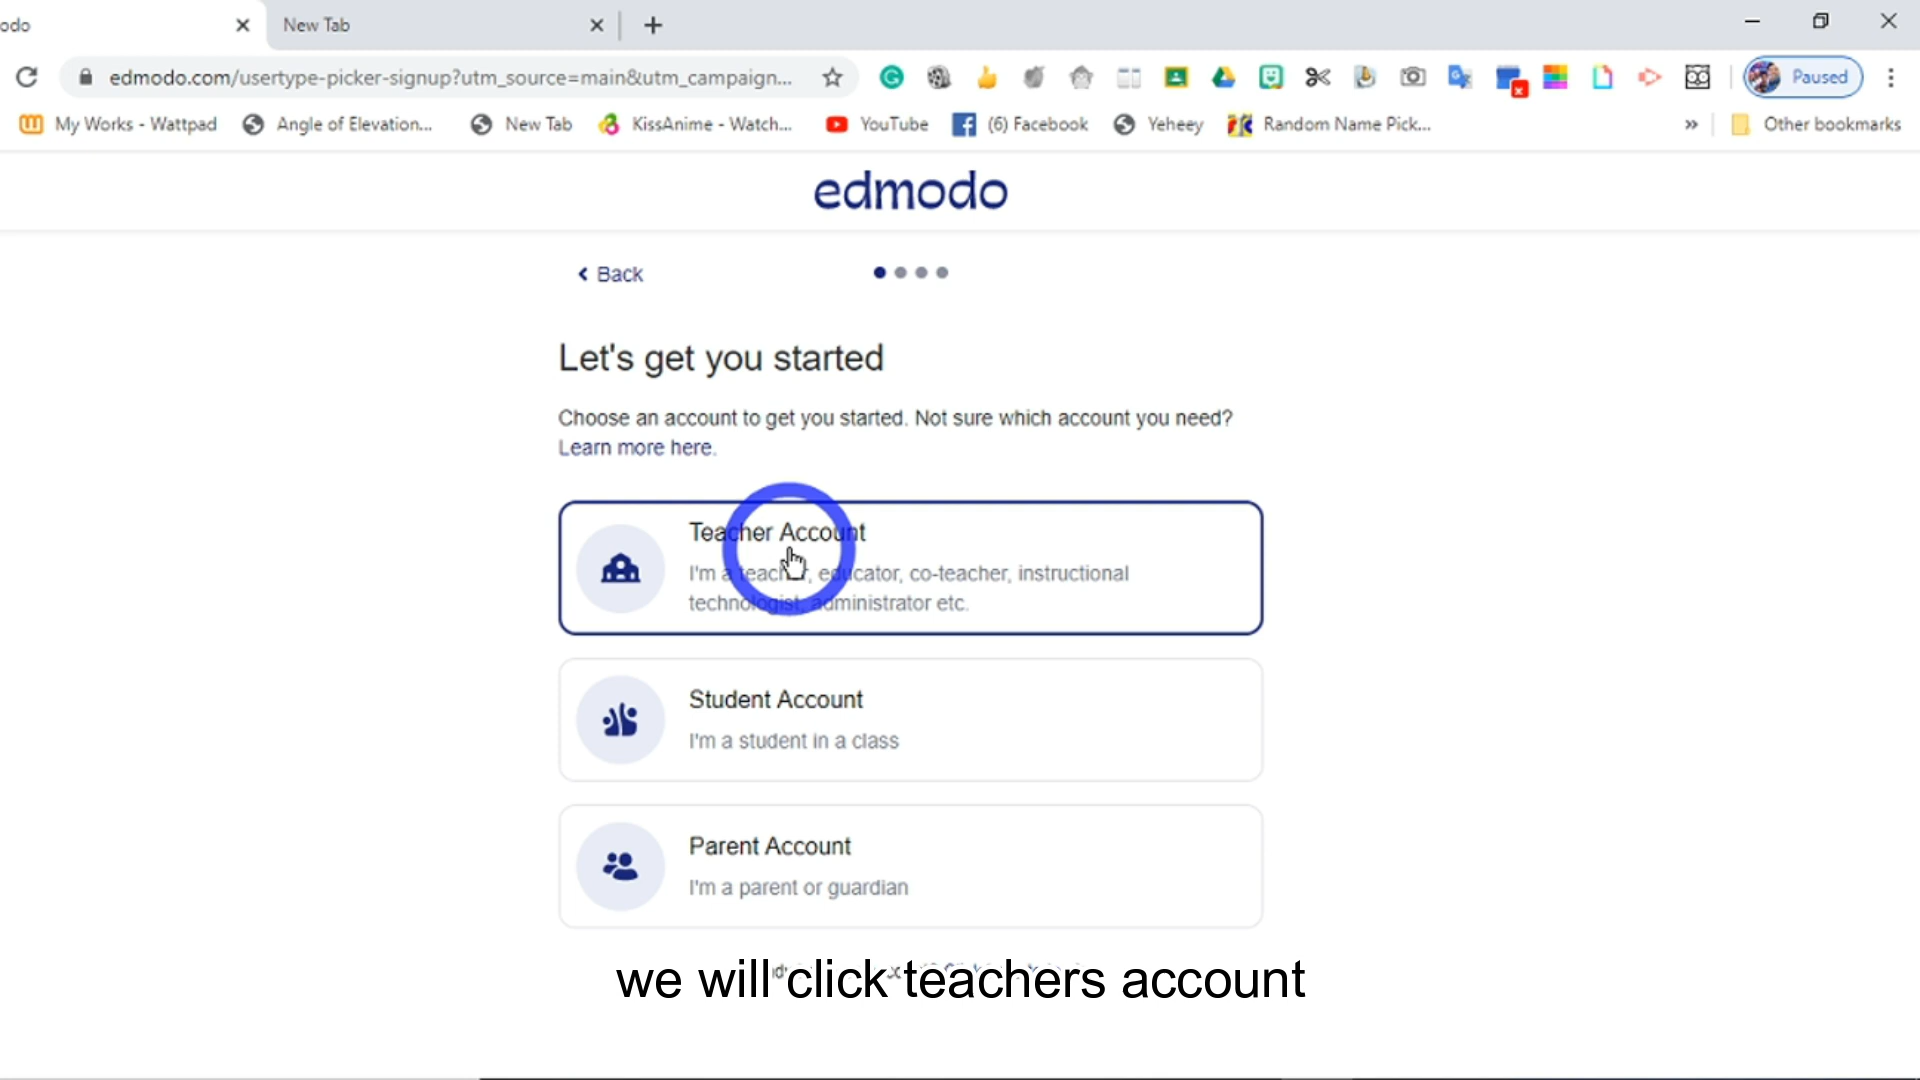 odo
New Tab
edmodo.com/usertype-picker-signup?utm_source=main&utm_campaign...
Paused
My Works - Wattpad
Angle of Elevation...
New Tab
KissAnime - Watch...
YouTube
(6) Facebook
Yeheey
Random Name Pick...
»
Other bookmarks
edmodo
Back
Let's get you started
Choose an account to get you started. Not sure which account you need?
Learn more here.
Teacher Account
I'm a teacher, educator, co-teacher, instructional
technologist, administrator etc.
Student Account
I'm a student in a class
Parent Account
I'm a parent or guardian
we will click teachers account